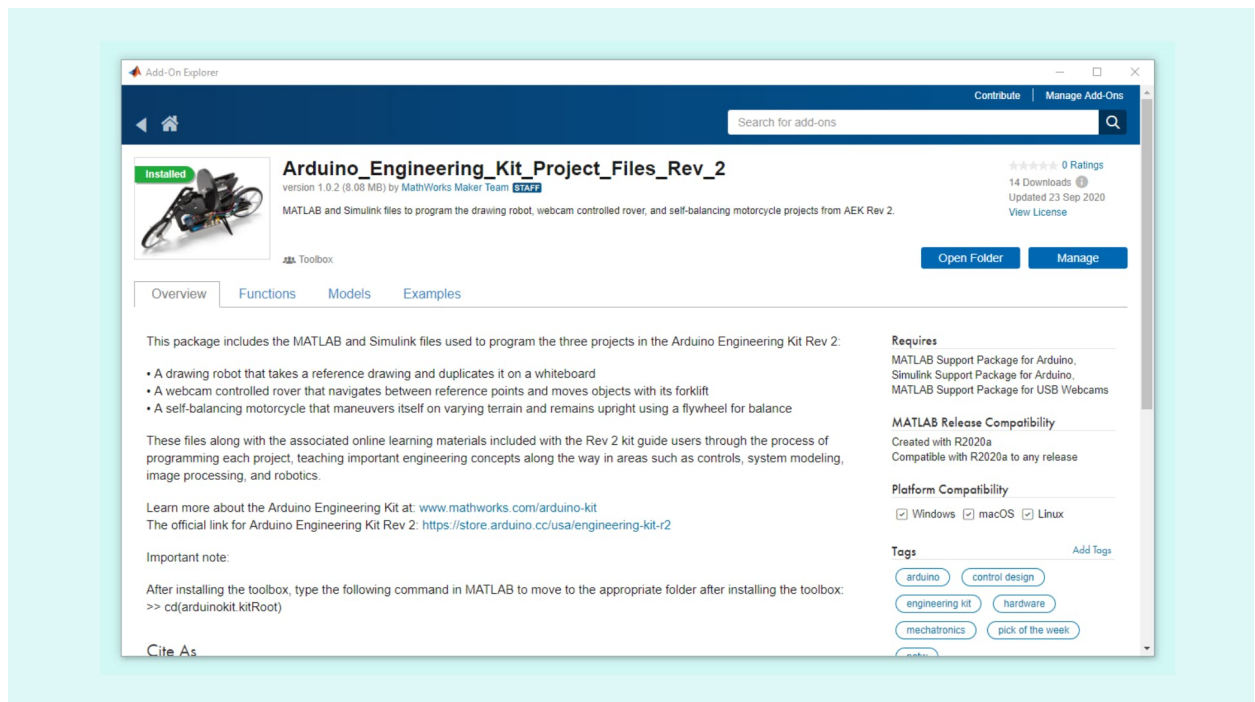 Add-On Explorer
Contribute
Manage Add-Ons
Search for add-ons
Installed
Arduino_Engineering_Kit_Project_Files_Rev_2
version 1.0.2 (8.08 MB) by MathWorks Maker Team STAFF
MATLAB and Simulink files to program the drawing robot, webcam controlled rover, and self-balancing motorcycle projects from AEK Rev 2.
Toolbox
0 Ratings
14 Downloads
Updated 23 Sep 2020
View License
Open Folder
Manage
Overview
Functions
Models
Examples
This package includes the MATLAB and Simulink files used to program the three projects in the Arduino Engineering Kit Rev 2:
• A drawing robot that takes a reference drawing and duplicates it on a whiteboard
• A webcam controlled rover that navigates between reference points and moves objects with its forklift
• A self-balancing motorcycle that maneuvers itself on varying terrain and remains upright using a flywheel for balance
These files along with the associated online learning materials included with the Rev 2 kit guide users through the process of
programming each project, teaching important engineering concepts along the way in areas such as controls, system modeling,
image processing, and robotics.
Learn more about the Arduino Engineering Kit at: www.mathworks.com/arduino-kit
The official link for Arduino Engineering Kit Rev 2: https://store.arduino.cc/usa/engineering-kit-r2
Important note:
After installing the toolbox, type the following command in MATLAB to move to the appropriate folder after installing the toolbox:
>> cd(arduinokit.kitRoot)
Cite As
Requires
MATLAB Support Package for Arduino,
Simulink Support Package for Arduino,
MATLAB Support Package for USB Webcams
MATLAB Release Compatibility
Created with R2020a
Compatible with R2020a to any release
Platform Compatibility
Windows
macOS
Linux
Tags
Add Tags
arduino
control design
engineering kit
hardware
mechatronics
pick of the week